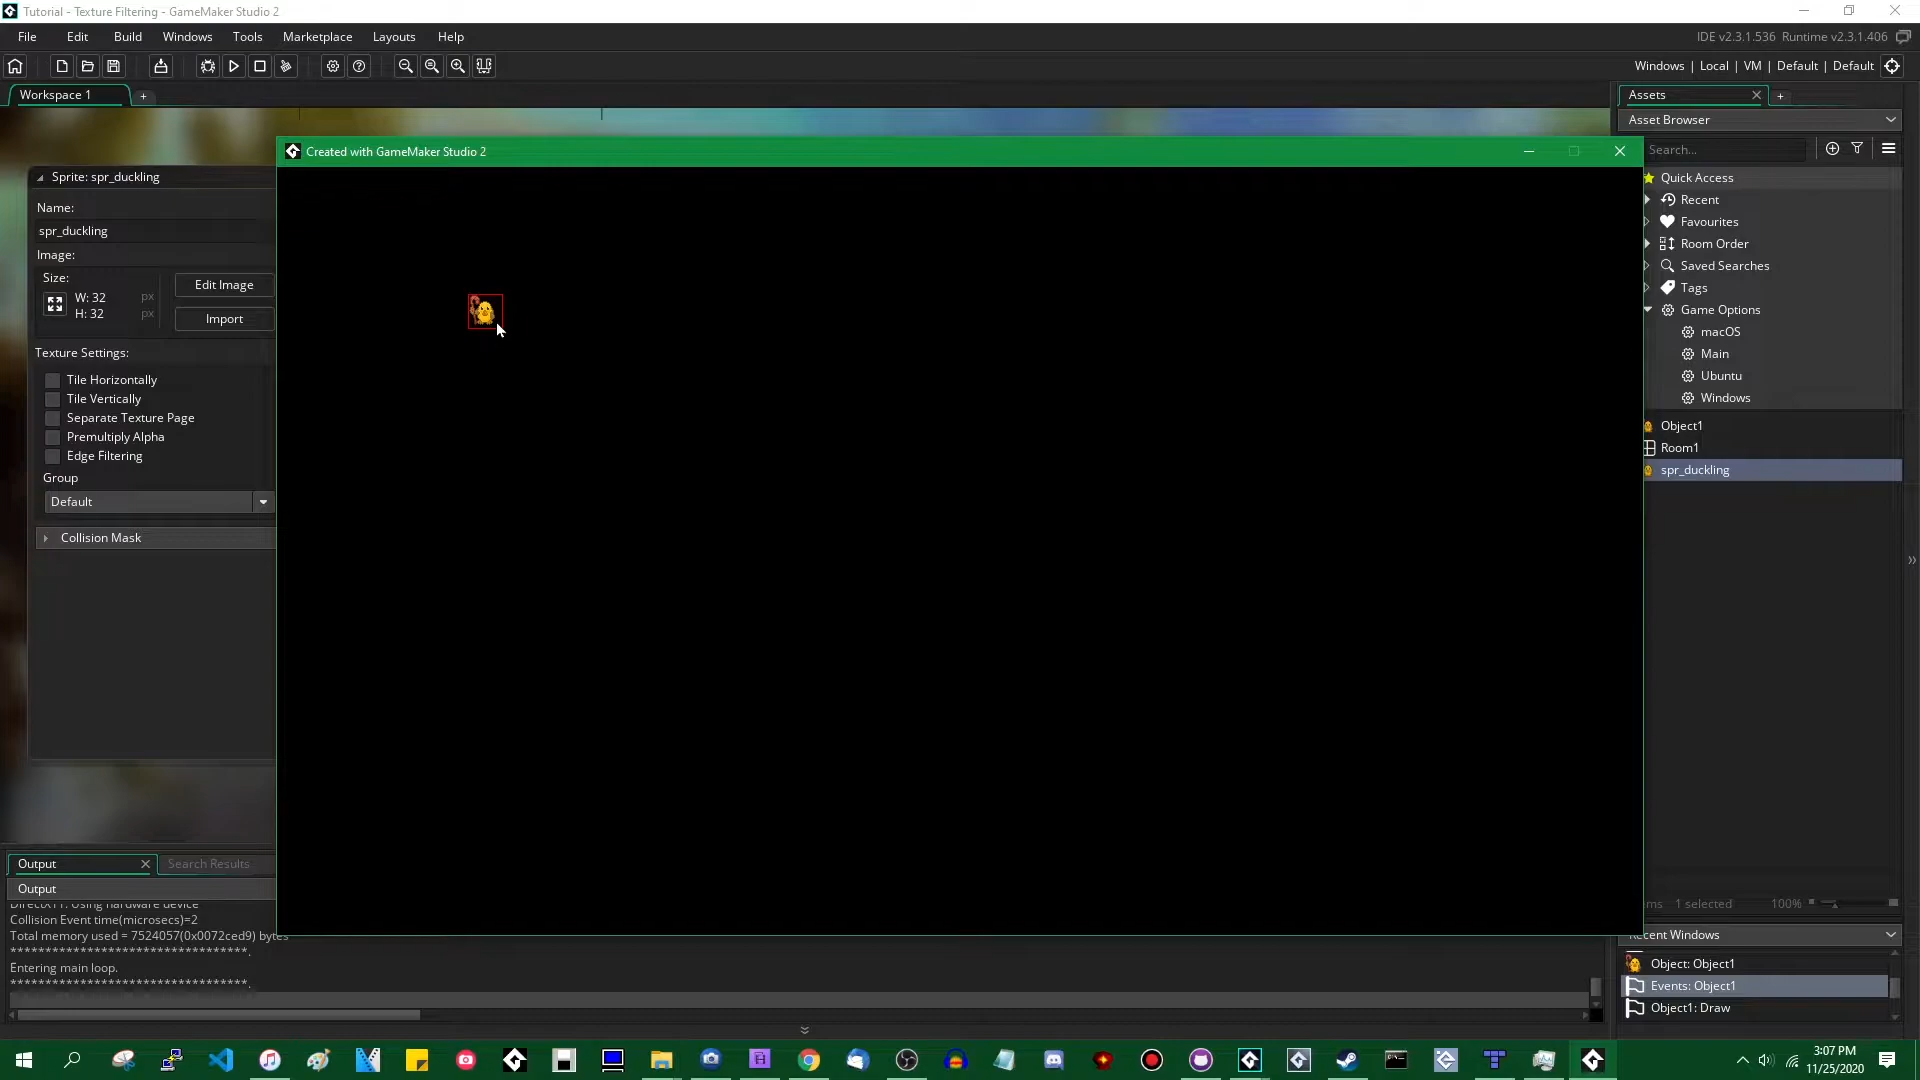 Tutorial - Texture Filtering - GameMaker Studio 2
File Edit Build Windows Tools Marketplace Layouts Help
IDE v2.3.1.536 Runtime v2.3.1.406
Windows | Local | VM | Default | Default
Workspace 1
Assets
Asset Browser
Created with GameMaker Studio 2
Search...
Sprite: spr_duckling
Quick Access
Name:
Recent
spr_duckling
Favourites
Image:
Room Order
Size:
Edit Image
Saved Searches
W: 32 px
Tags
H: 32 px
Import
Game Options
macOS
Texture Settings:
Main
Tile Horizontally
Ubuntu
Tile Vertically
Windows
Separate Texture Page
Object1
Premultiply Alpha
Room1
Edge Filtering
spr_duckling
Group
Default
Collision Mask
Output
Search Results
Output
DirectX11: Using hardware device
Collision Event time(microsecs)=2
Total memory used = 7524057(0x0072ced9) bytes
**********************************.
Entering main loop.
**********************************.
1 selected 100%
Recent Windows
Object: Object1
Events: Object1
Object1: Draw
3:07 PM
11/25/2020